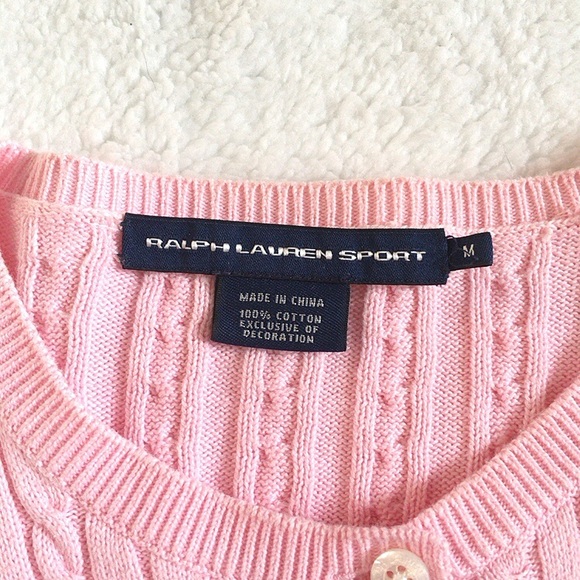 RALPH LAUREN SPORT
M
MADE IN CHINA
100% COTTON
EXCLUSIVE OF
DECORATION